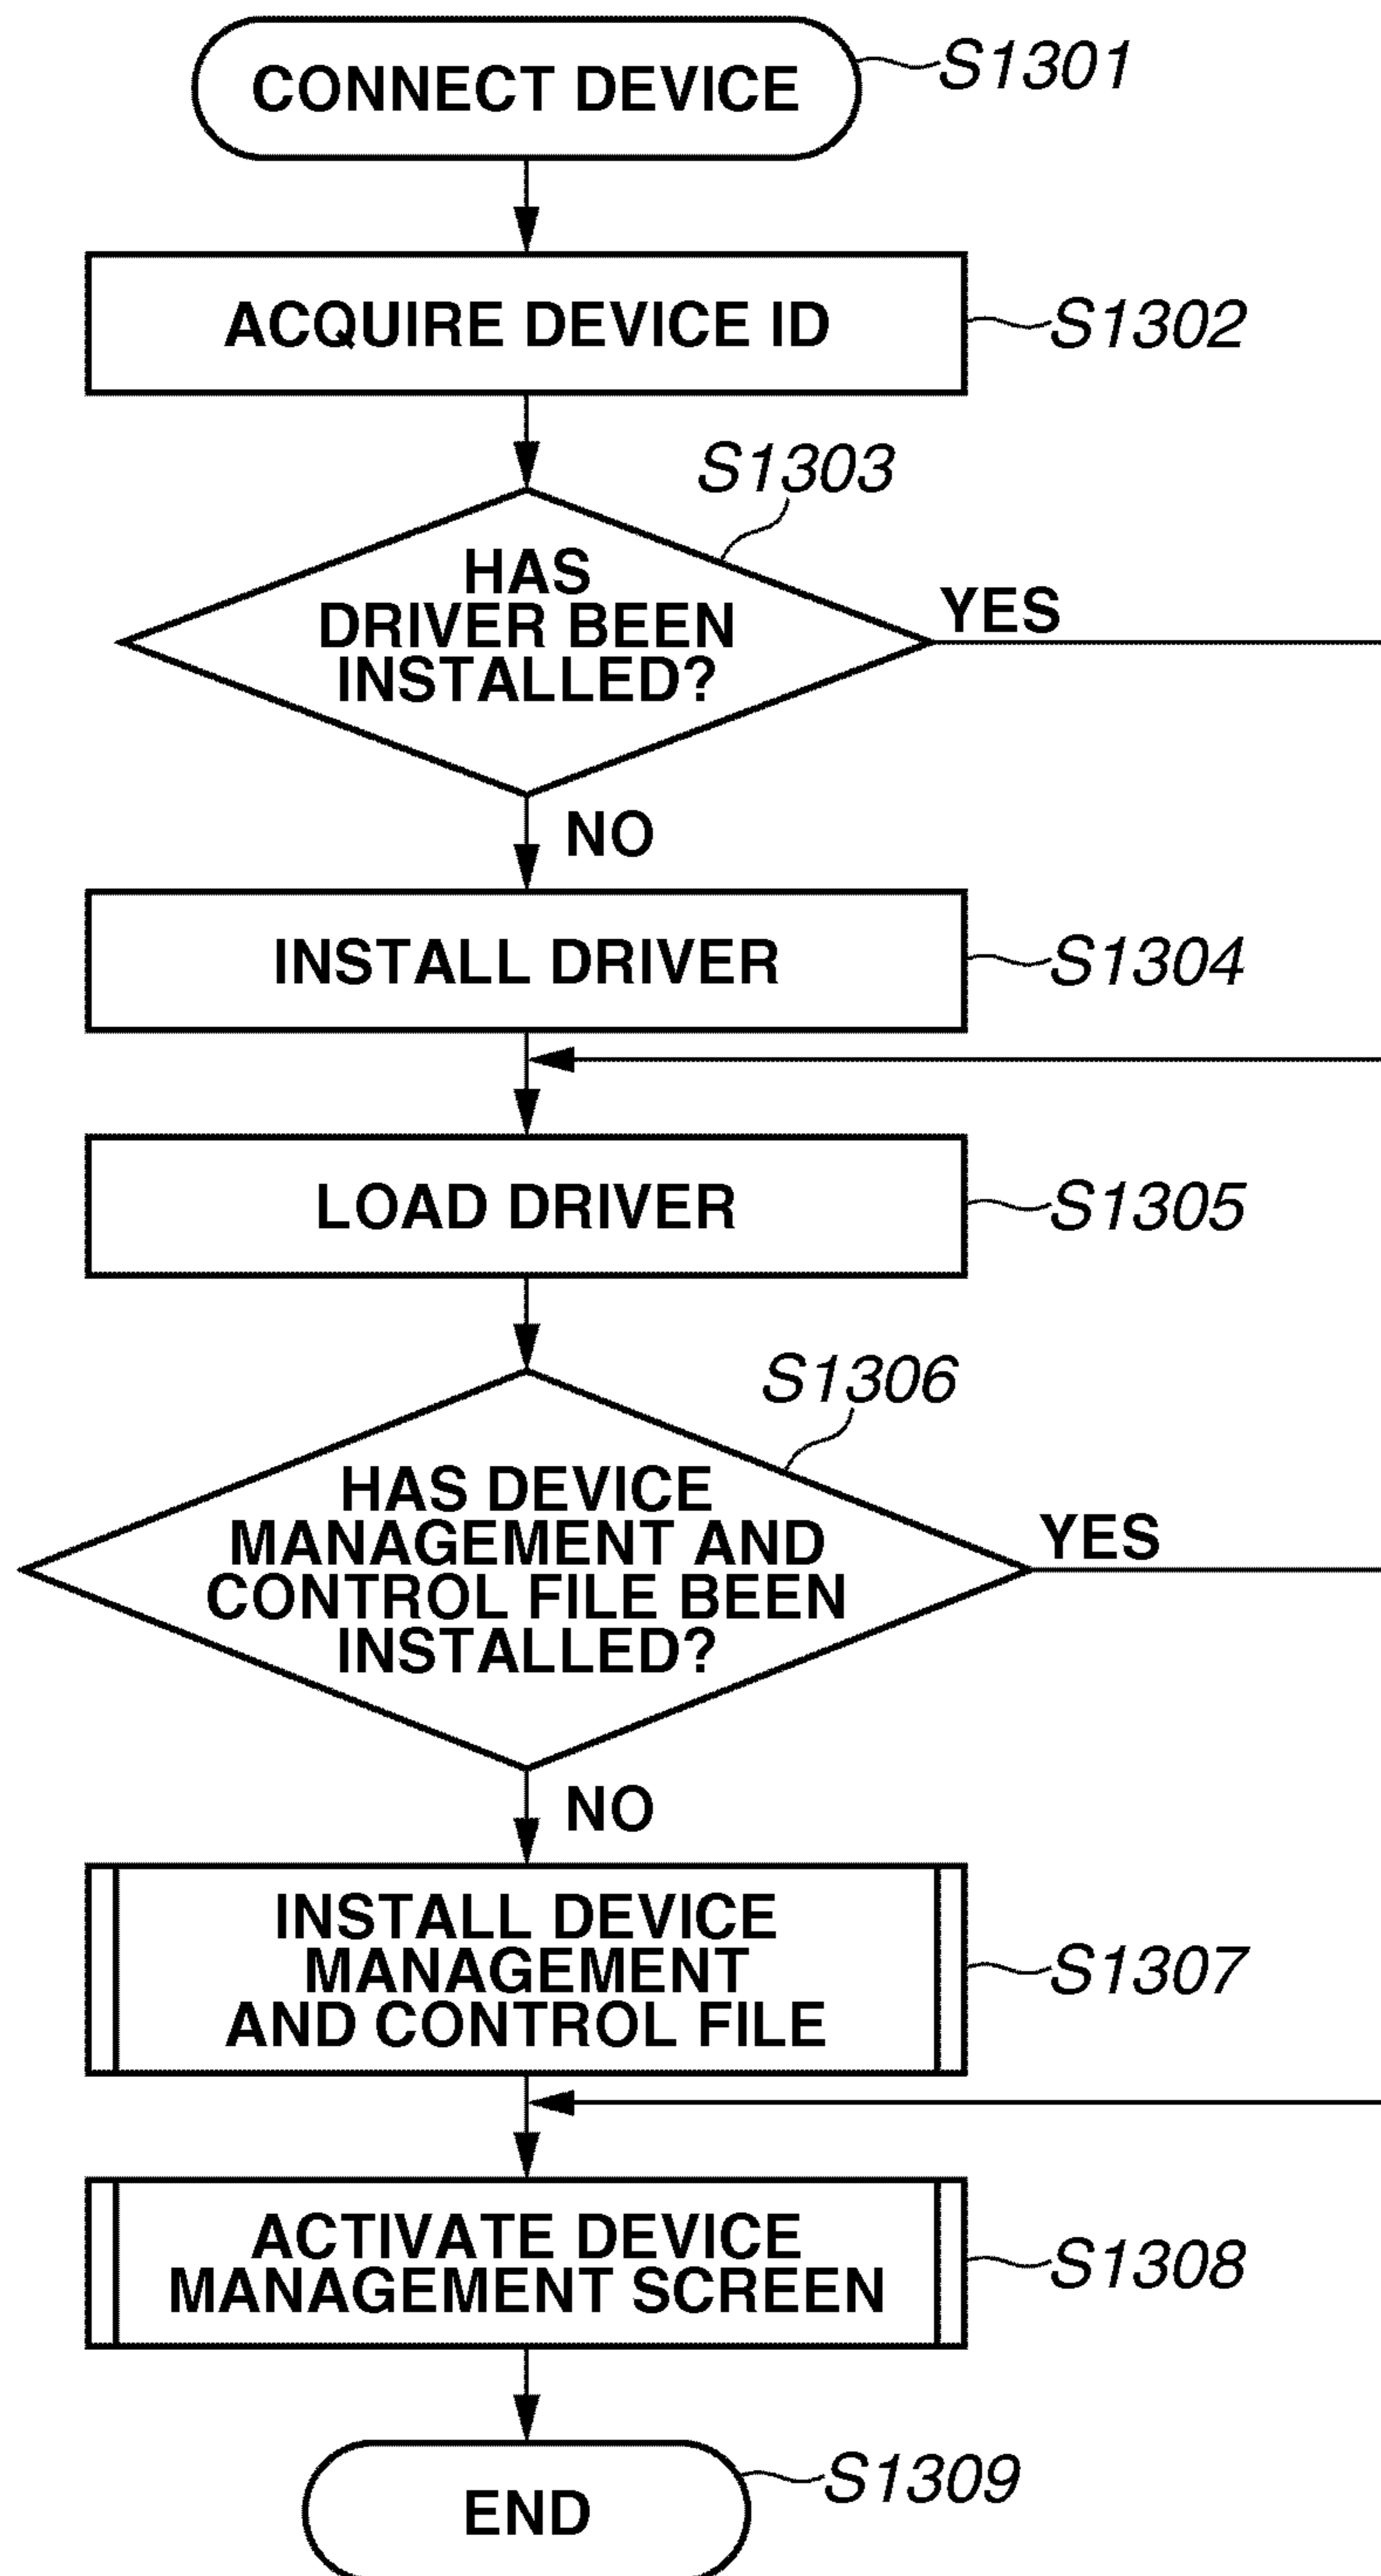 CONNECT DEVICE
S1301
ACQUIRE DEVICE ID
S1302
S1303
HAS
DRIVER BEEN
INSTALLED?
YES
NO
INSTALL DRIVER
S1304
LOAD DRIVER
S1305
S1306
HAS DEVICE
MANAGEMENT AND
CONTROL FILE BEEN
INSTALLED?
YES
NO
INSTALL DEVICE
MANAGEMENT
AND CONTROL FILE
S1307
ACTIVATE DEVICE
MANAGEMENT SCREEN
S1308
END
S1309